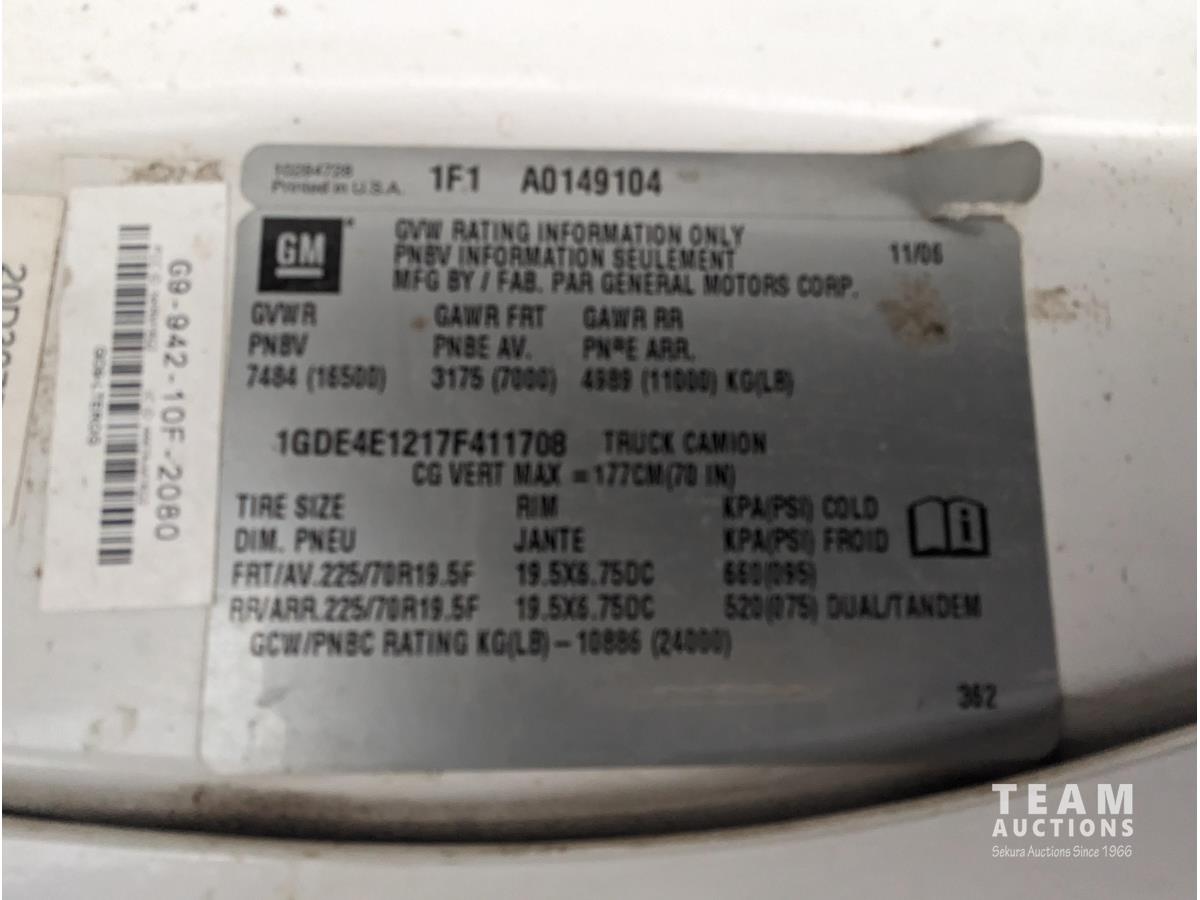 10284728
Printed in U.S.A.
1F1 A0149104
GM
GVW RATING INFORMATION ONLY
PNBV INFORMATION SEULEMENT
MFG BY / FAB. PAR GENERAL MOTORS CORP.
11/06
GVWR GAWR FRT GAWR RR
PNBV PNBE AV. PNBE ARR.
7484 (16500) 3175 (7000) 4989 (11000) KG(LB)
1GDE4E1217F411708 TRUCK CAMION
CG VERT MAX = 177CM(70 IN)
TIRE SIZE RIM KPA(PSI) COLD
DIM. PNEU JANTE KPA(PSI) FROID
FRT/AV.225/70R19.5F 19.5X6.75DC 660(095)
RR/ARR.225/70R19.5F 19.5X6.75DC 520(075) DUAL/TANDEM
GCW/PNBC RATING KG(LB) – 10886 (24000)
362
G9-942-10F-2080
TEAM
AUCTIONS
Sekura Auctions Since 1966